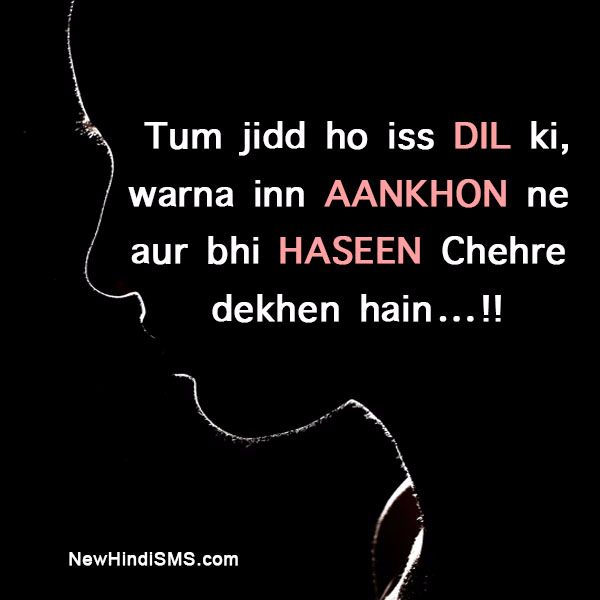 Tum jidd ho iss DIL ki,
warna inn AANKHON ne
aur bhi HASEEN Chehre
dekhen hain...!!
NewHindiSMS.com